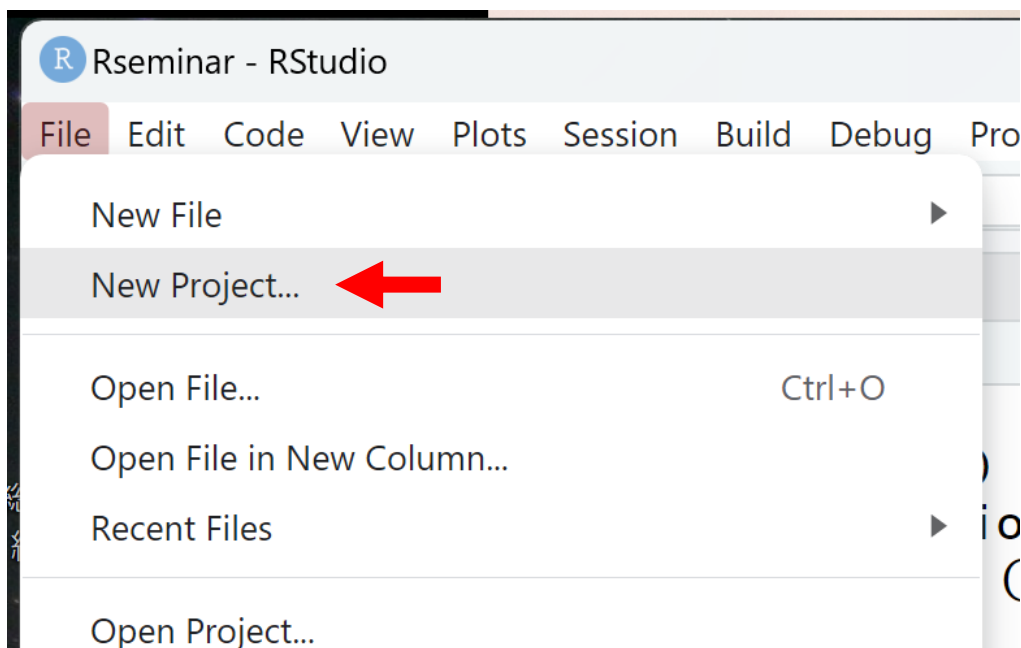 R Rseminar - RStudio
File Edit Code View Plots Session Build Debug Pro
New File
New Project...
Open File... Ctrl+O
Open File in New Column...
Recent Files
Open Project...